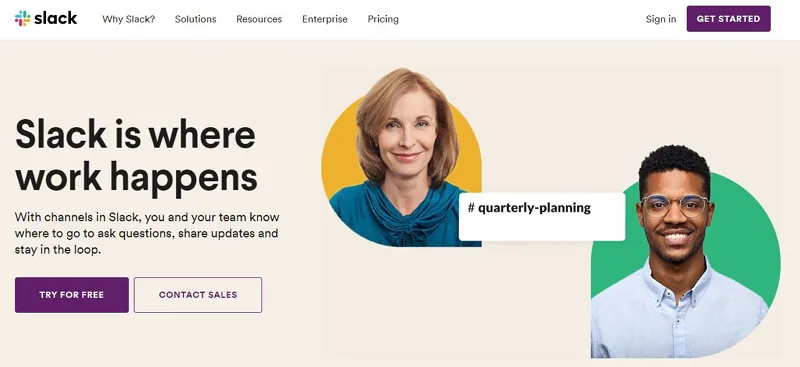 slack Why Slack? Solutions Resources Enterprise Pricing Sign in GET STARTED
Slack is where
work happens
With channels in Slack, you and your team know
where to go to ask questions, share updates and
stay in the loop.
TRY FOR FREE CONTACT SALES
# quarterly-planning